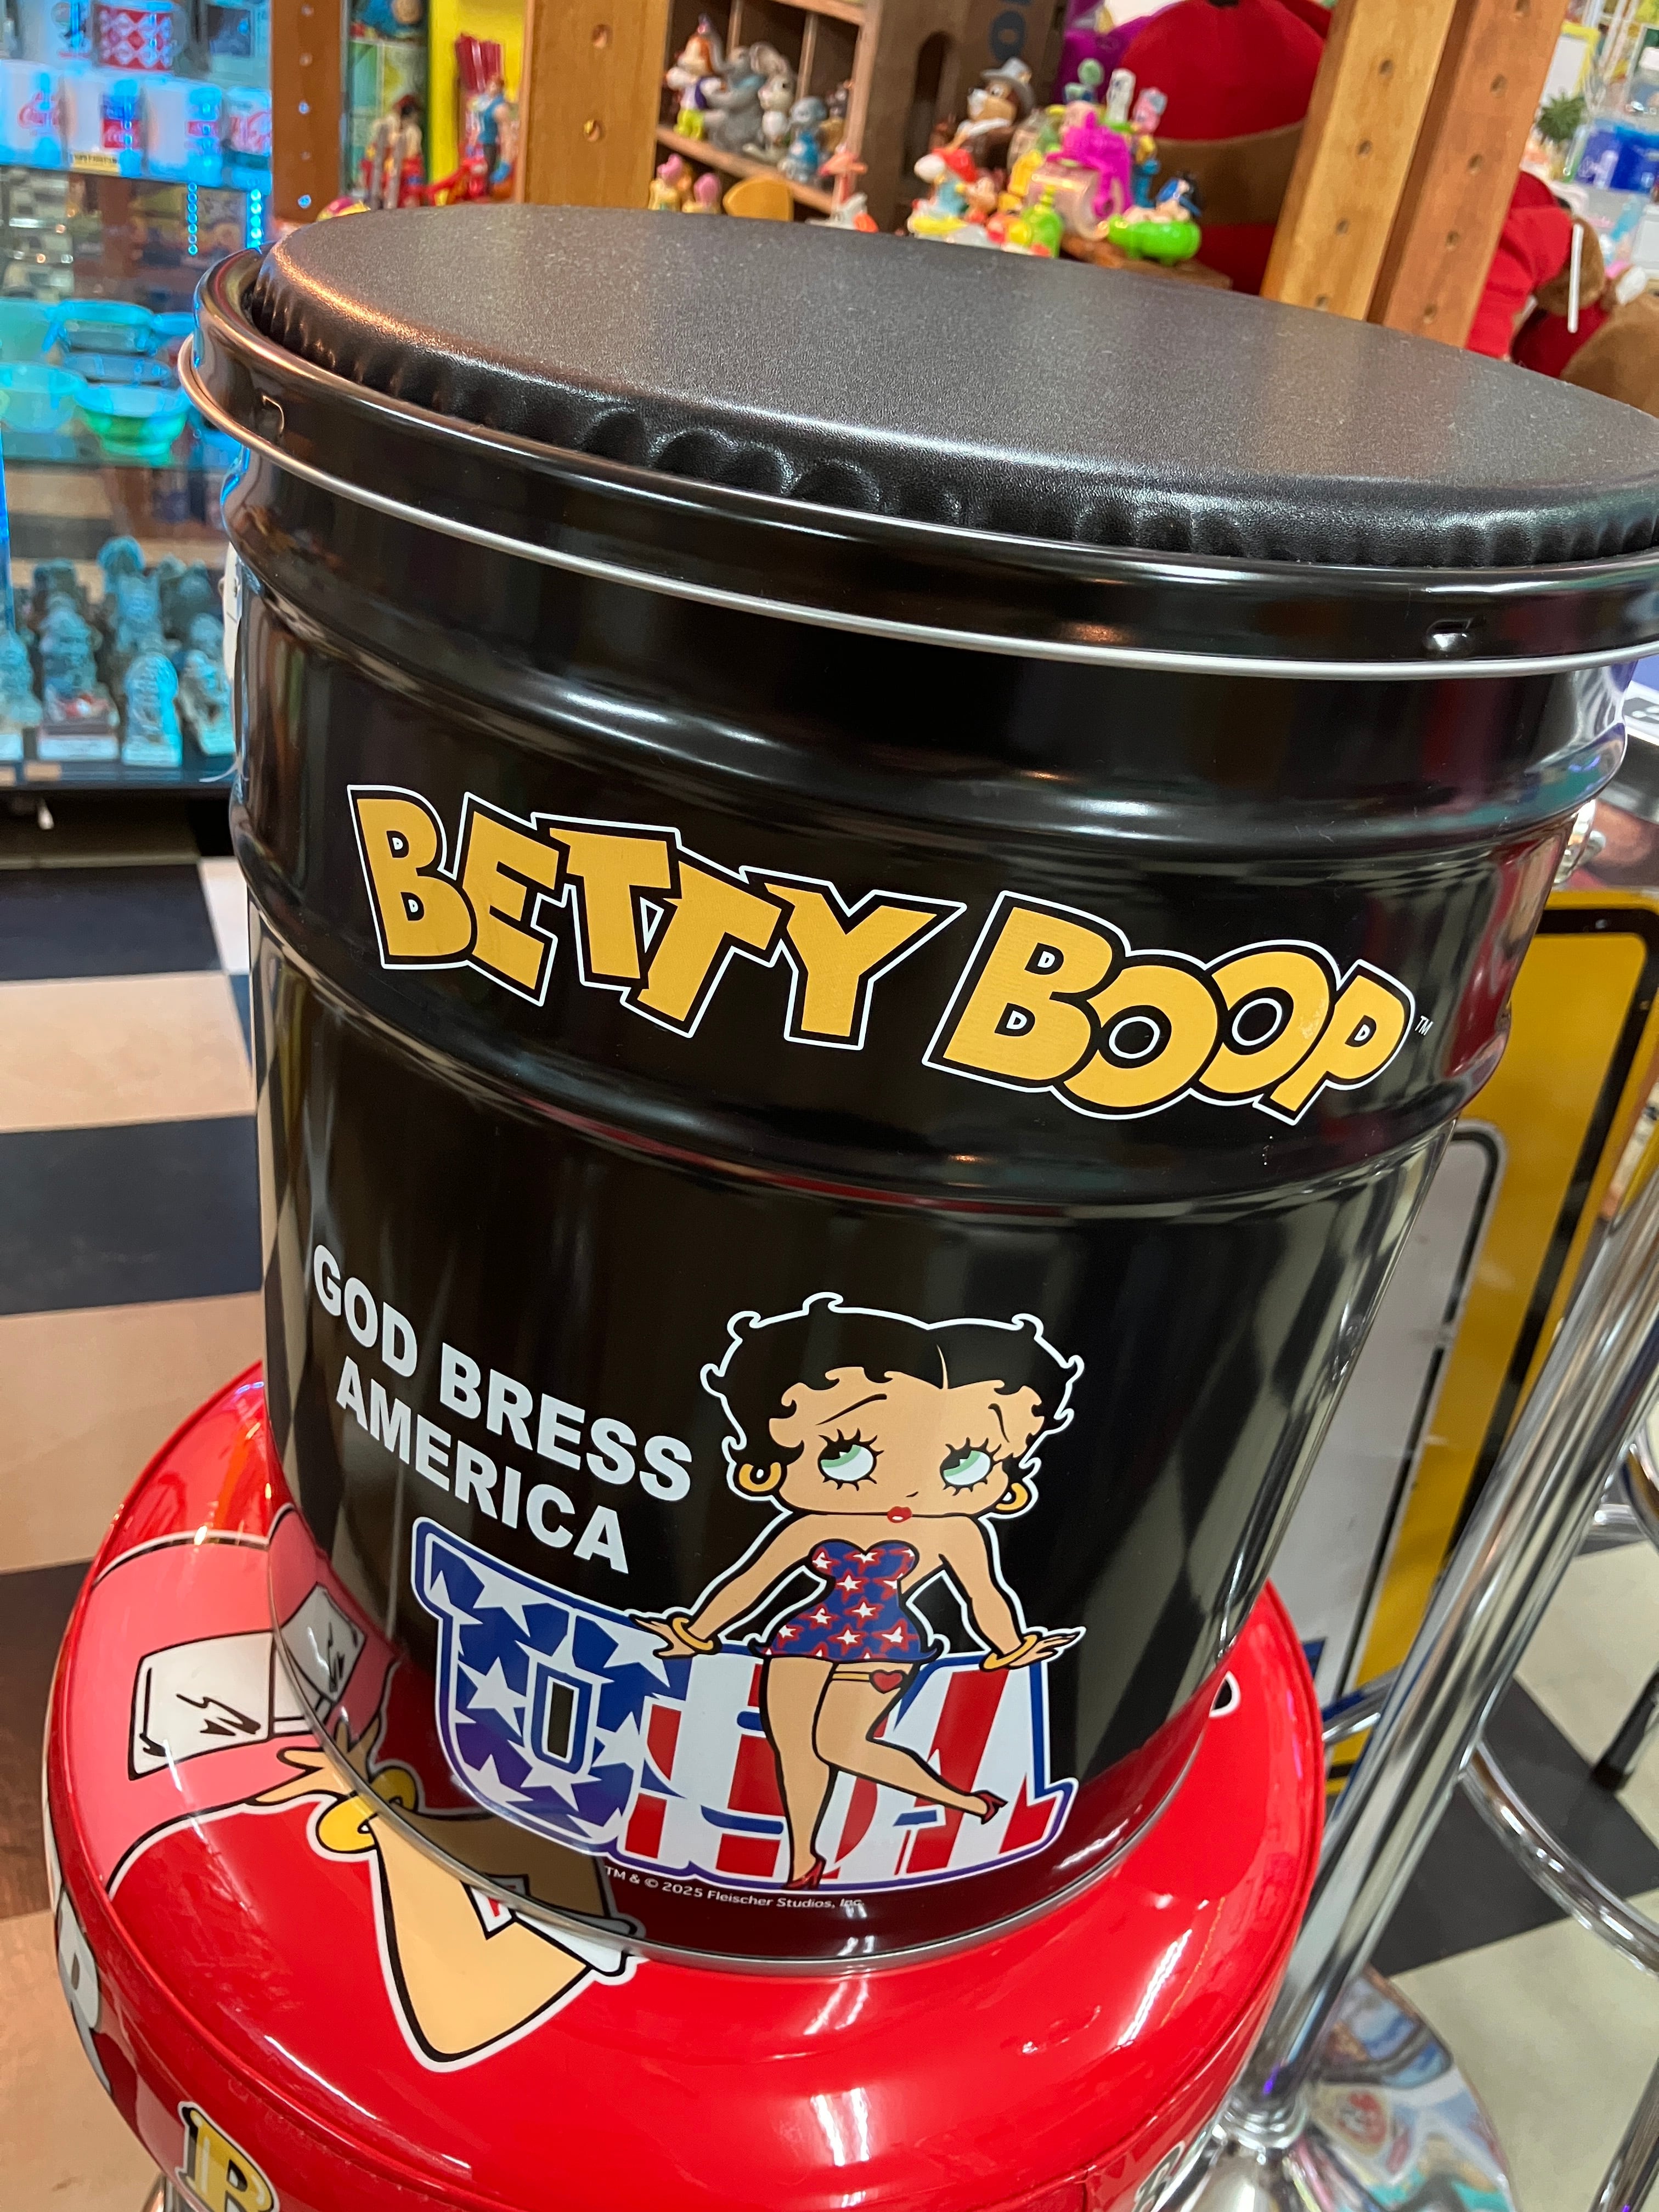 BETTY BOOP™
GOD BRESS
AMERICA
USA
TM & © 2025 Fleischer Studios, Inc.